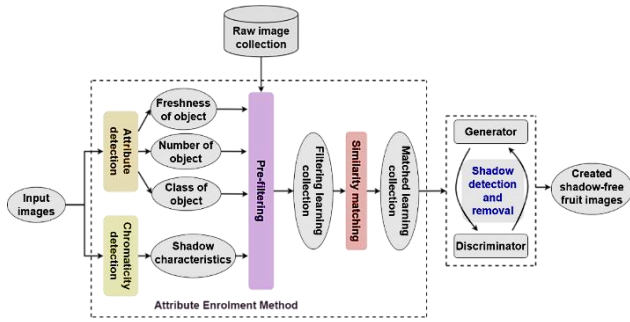 Raw image
collection
Freshness
of object
Number of
object
Class of
object
Attribute
detection
Input
images
Chromaticity
detection
Shadow
characteristics
Pre-filtering
Filtering learning
collection
Similarity matching
Matched learning
collection
Generator
Shadow
detection
and
removal
Discriminator
Created
shadow-free
fruit images
Attribute Enrolment Method